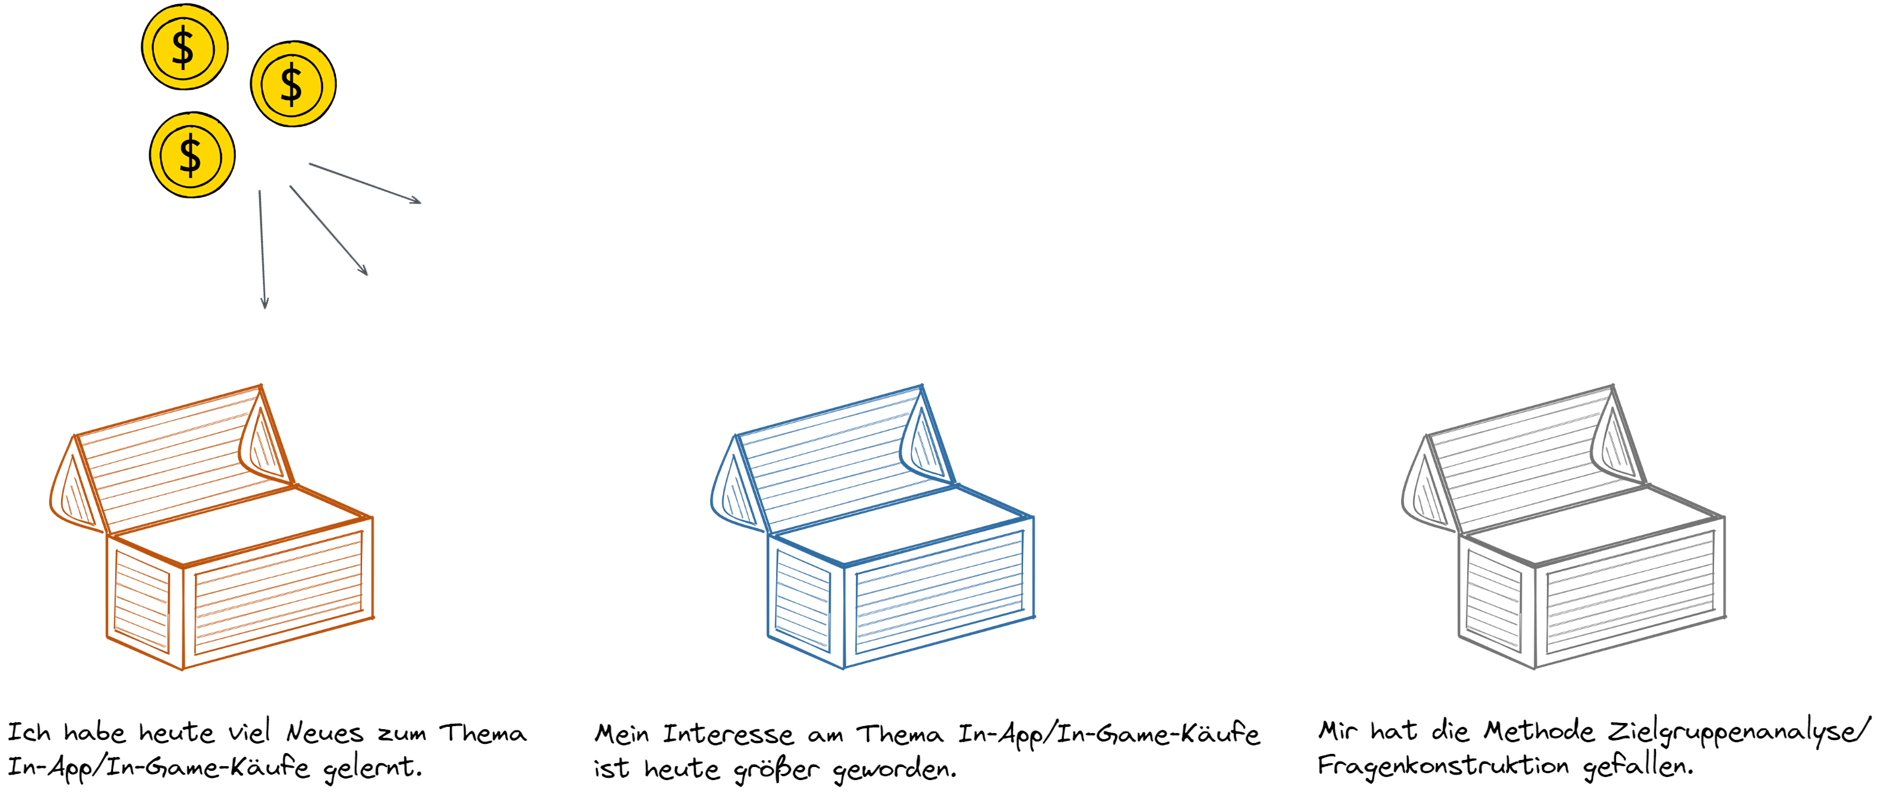 $
$
$
Ich habe heute viel Neues zum Thema
In-App/In-Game-Käufe gelernt.
Mein Interesse am Thema In-App/In-Game-Käufe
ist heute größer geworden.
Mir hat die Methode Zielgruppenanalyse/
Fragenkonstruktion gefallen.